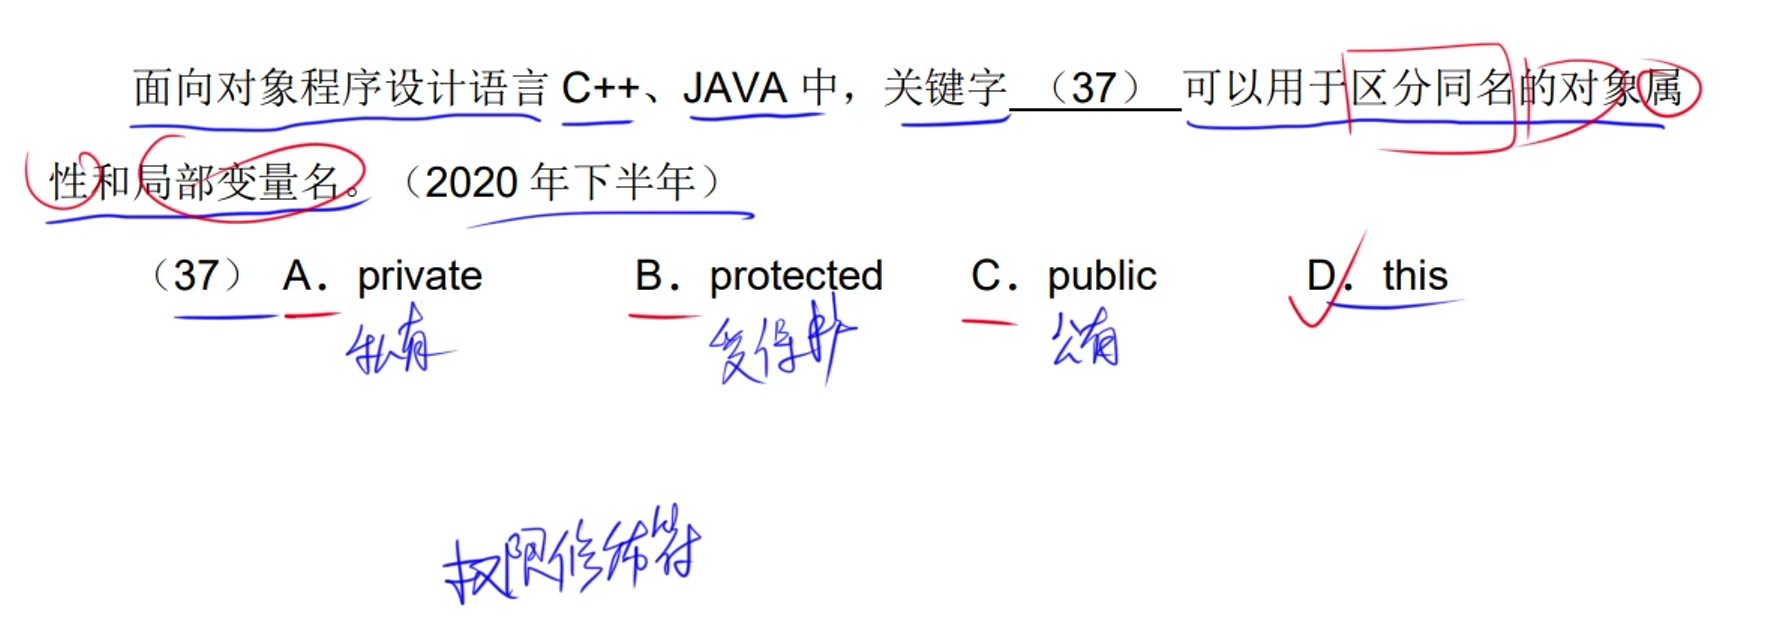 面向对象程序设计语言 C++、JAVA 中，关键字（37）可以用于区分同名的对象属
性和局部变量名。（2020 年下半年）
（37） A. private B. protected C. public D. this
私有 受保护 公有
权限修饰符